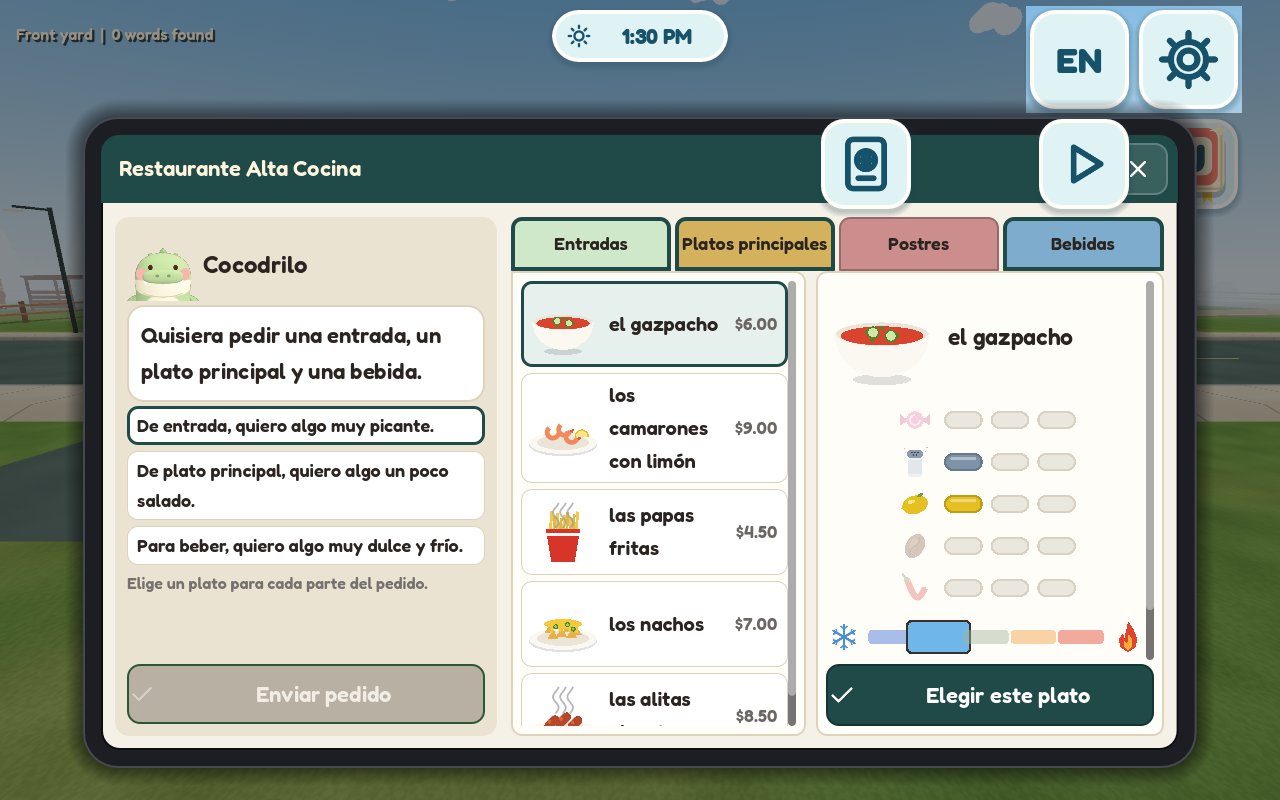 Front yard | 0 words found
1:30 PM
EN
Restaurante Alta Cocina
Cocodrilo
Quisiera pedir una entrada, un
plato principal y una bebida.
De entrada, quiero algo muy picante.
De plato principal, quiero algo un poco
salado.
Para beber, quiero algo muy dulce y frío.
Elige un plato para cada parte del pedido.
Enviar pedido
Entradas
Platos principales
Postres
Bebidas
el gazpacho
$6.00
los
camarones
con limón
$9.00
las papas
fritas
$4.50
los nachos
$7.00
las alitas
$8.50
el gazpacho
Elegir este plato